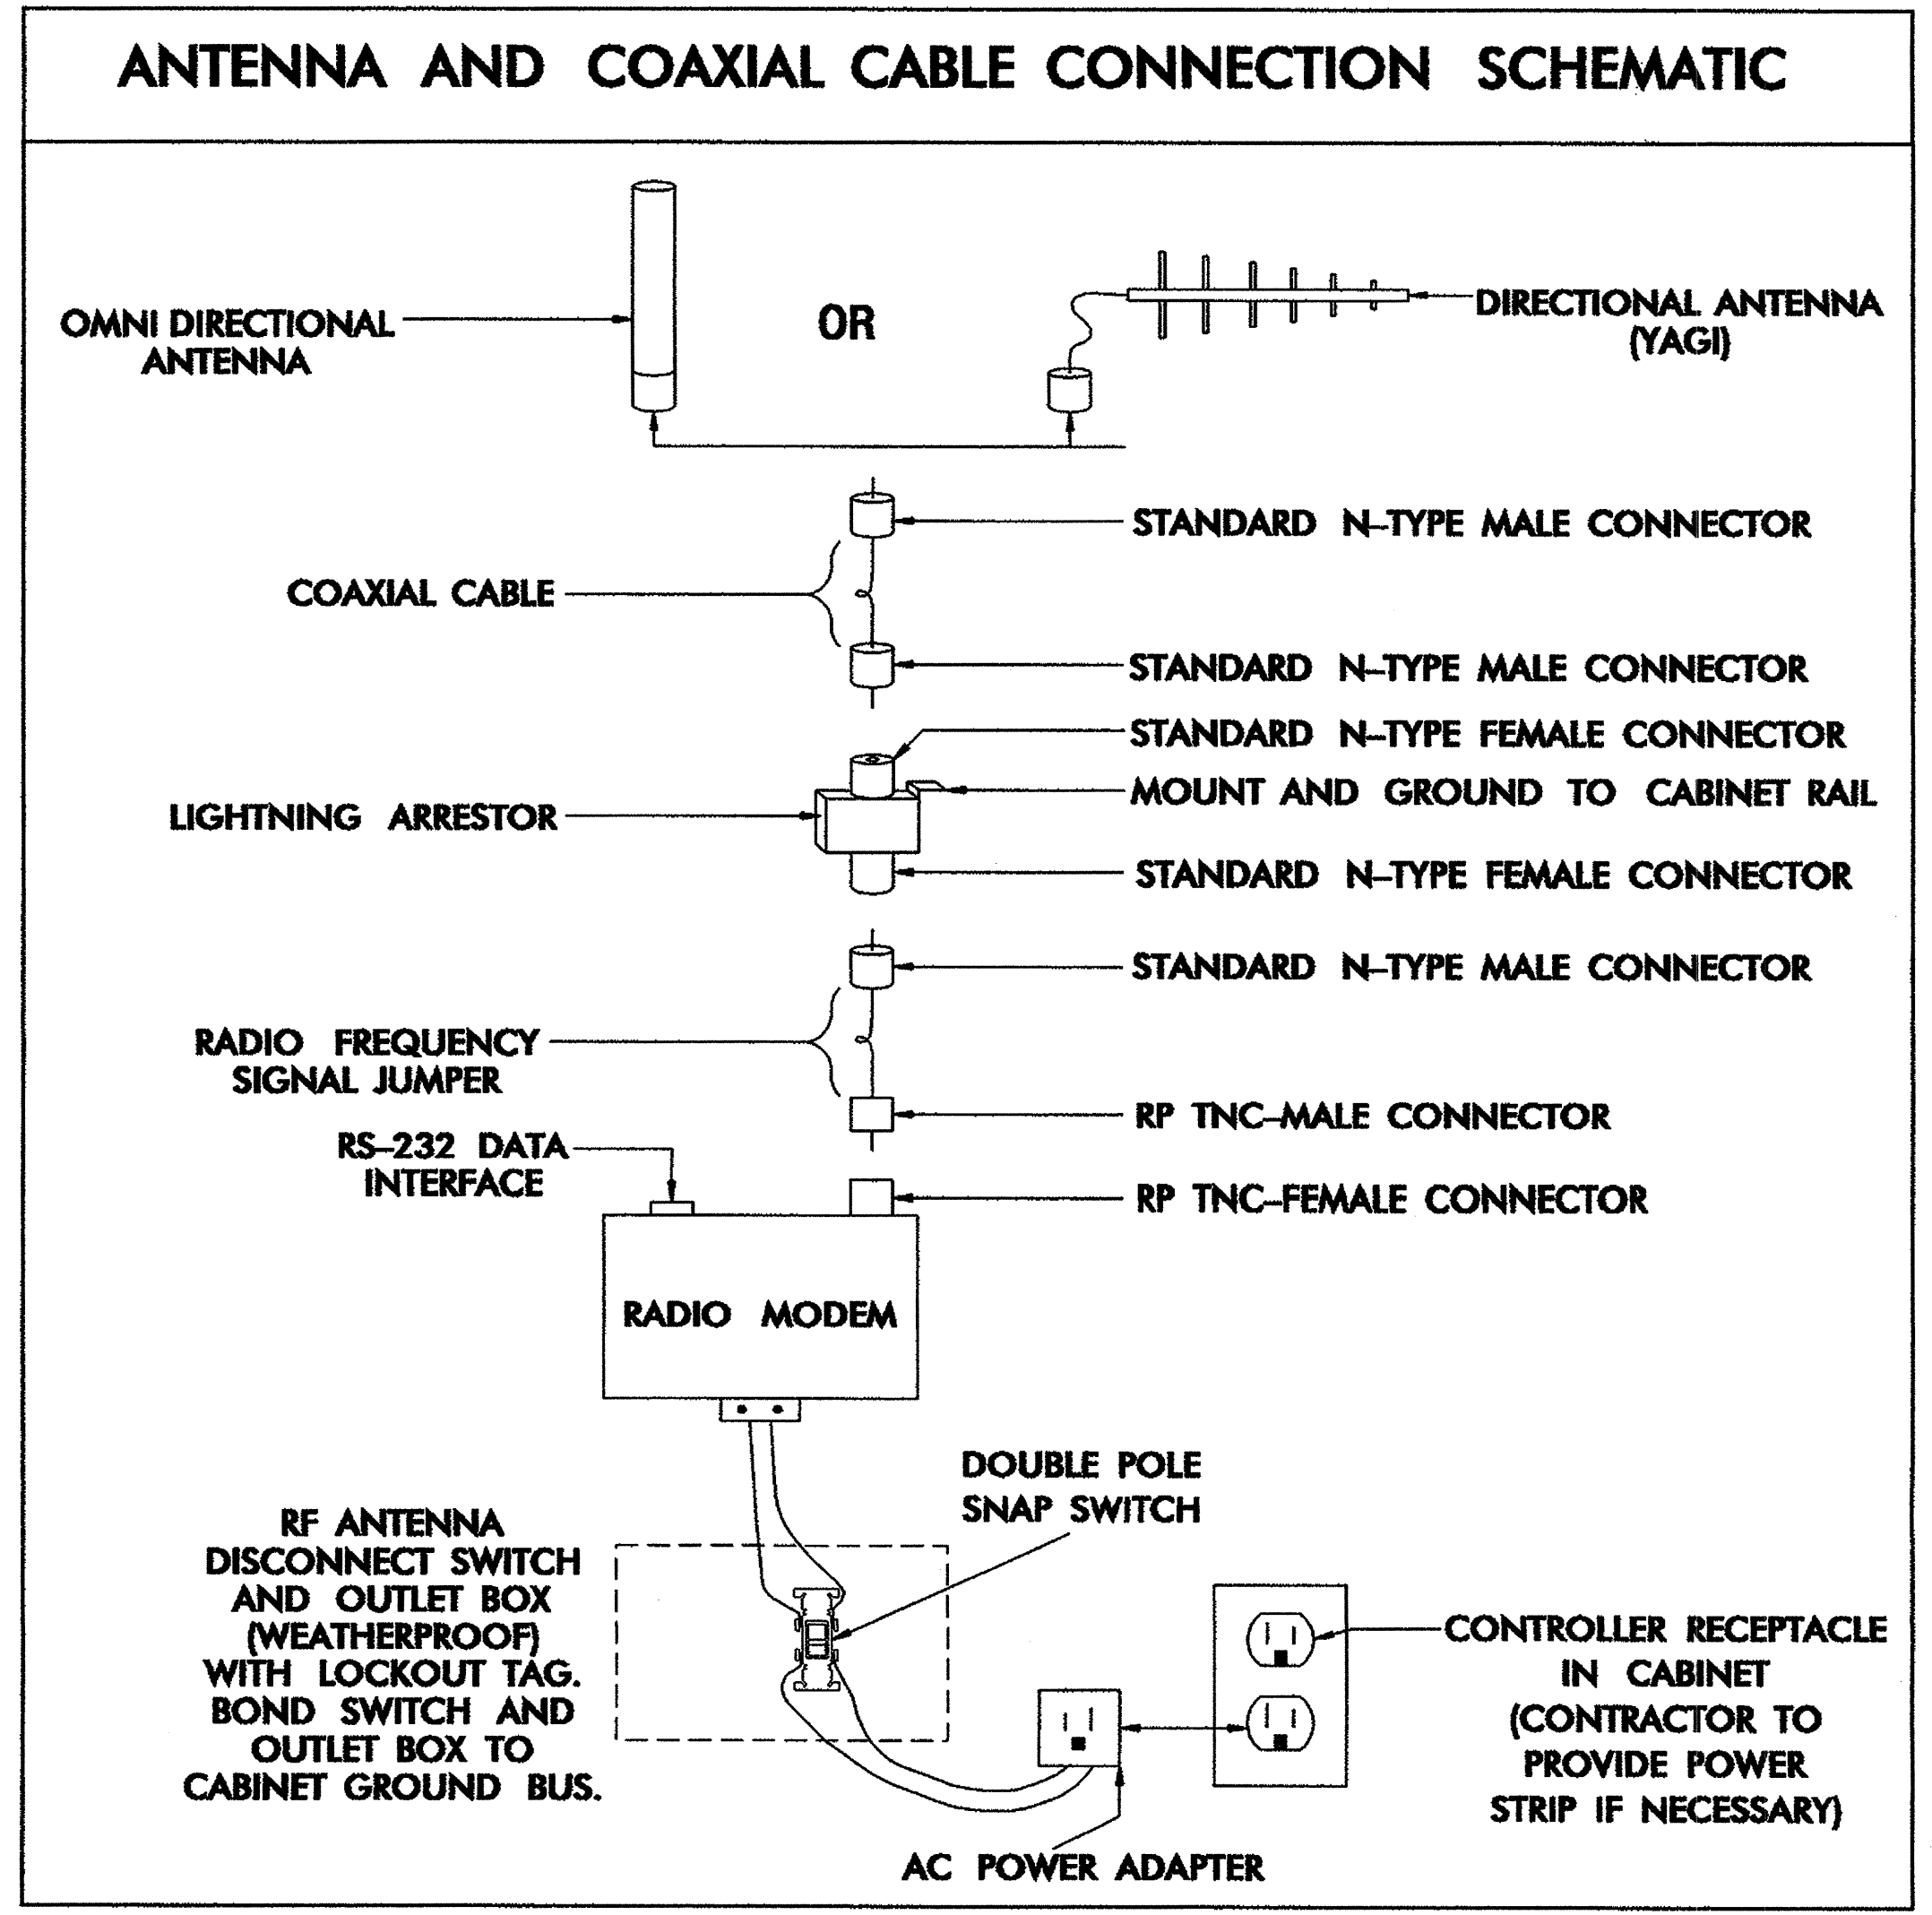 ANTENNA AND COAXIAL CABLE CONNECTION SCHEMATIC
OMNI DIRECTIONAL
ANTENNA
OR
DIRECTIONAL ANTENNA
(YAGI)
STANDARD N-TYPE MALE CONNECTOR
COAXIAL CABLE
STANDARD N-TYPE MALE CONNECTOR
STANDARD N-TYPE FEMALE CONNECTOR
MOUNT AND GROUND TO CABINET RAIL
LIGHTNING ARRESTOR
STANDARD N-TYPE FEMALE CONNECTOR
STANDARD N-TYPE MALE CONNECTOR
RADIO FREQUENCY
SIGNAL JUMPER
RP TNC-MALE CONNECTOR
RS-232 DATA
INTERFACE
RP TNC-FEMALE CONNECTOR
RADIO MODEM
DOUBLE POLE
SNAP SWITCH
RF ANTENNA
DISCONNECT SWITCH
AND OUTLET BOX
(WEATHERPROOF)
WITH LOCKOUT TAG.
BOND SWITCH AND
OUTLET BOX TO
CABINET GROUND BUS.
CONTROLLER RECEPTACLE
IN CABINET
(CONTRACTOR TO
PROVIDE POWER
STRIP IF NECESSARY)
AC POWER ADAPTER